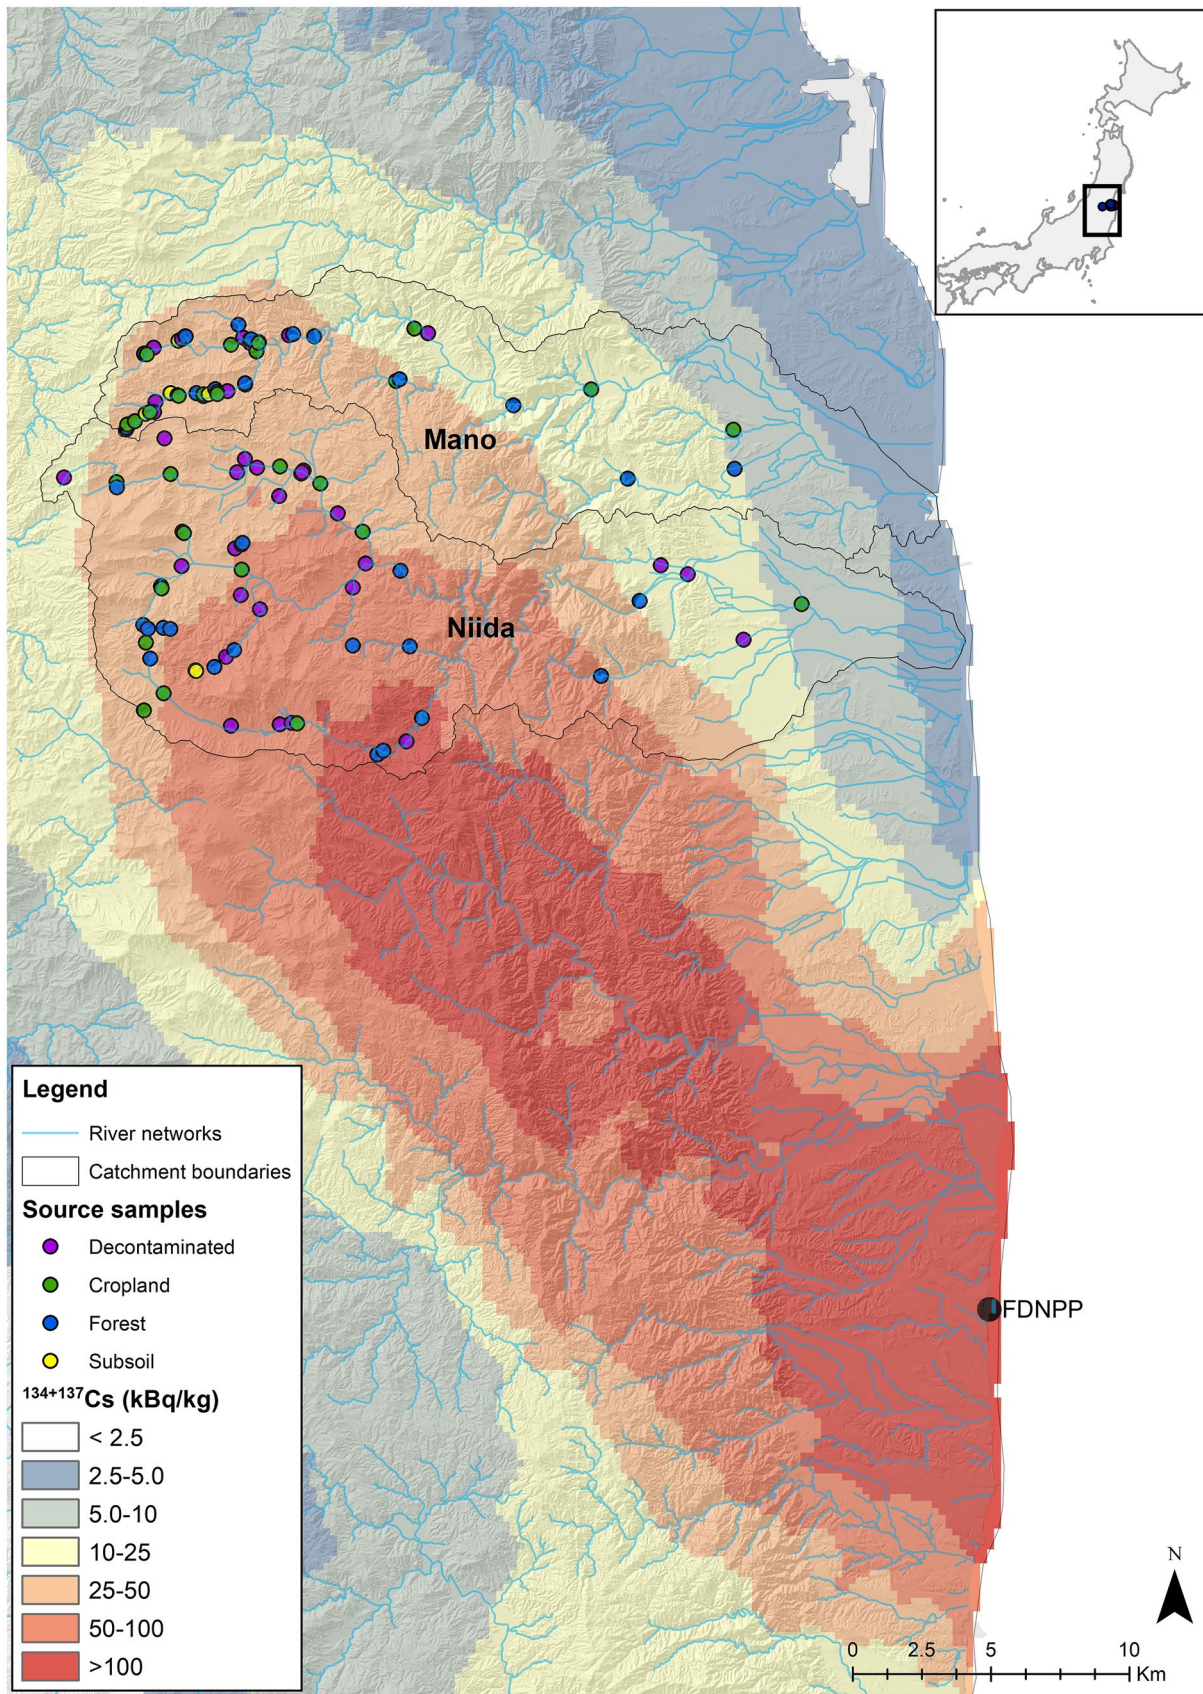 Mano
Niida
FDNPP
Legend
River networks
Catchment boundaries
Source samples
Decontaminated
Cropland
Forest
Subsoil
134+137Cs (kBq/kg)
< 2.5
2.5-5.0
5.0-10
10-25
25-50
50-100
>100
N
0 2.5 5 10
Km